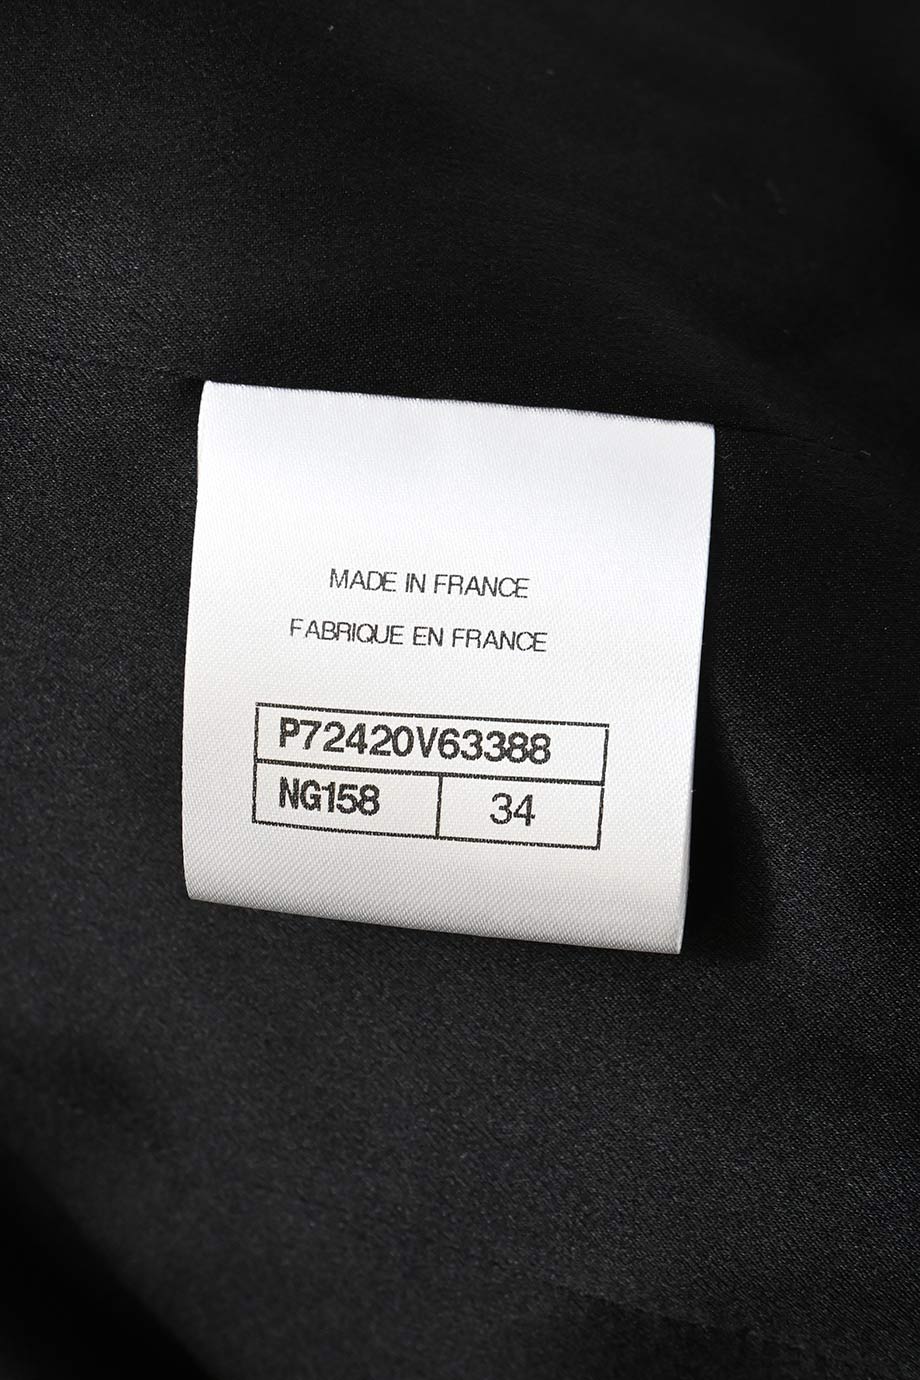 MADE IN FRANCE
FABRIQUE EN FRANCE
P72420V63388
NG158 34